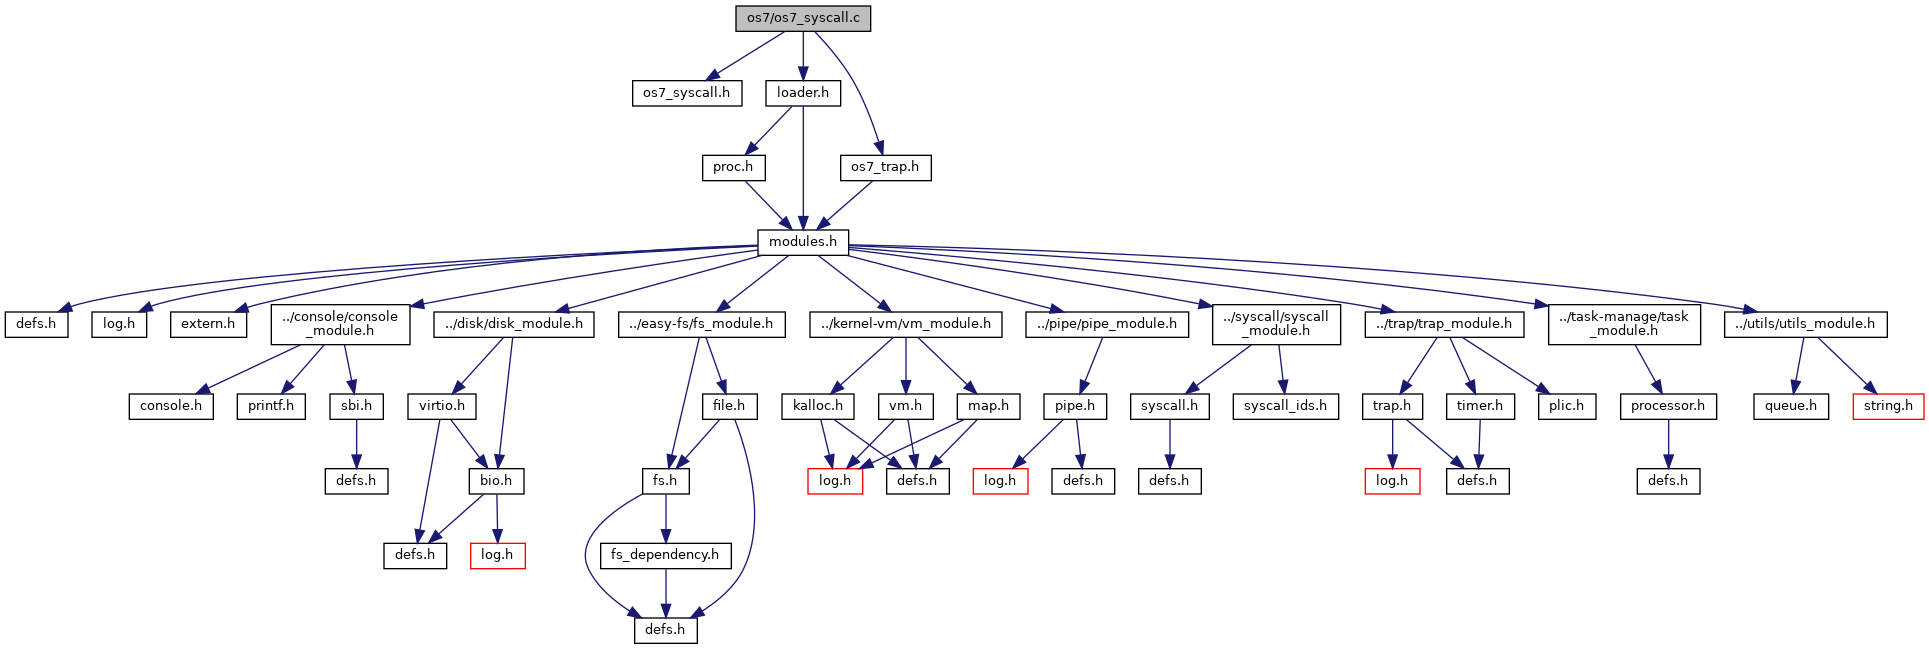 os7/os7_syscall.c
os7_syscall.h
loader.h
proc.h
os7_trap.h
modules.h
defs.h
log.h
extern.h
../console/console
_module.h
../disk/disk_module.h
../easy-fs/fs_module.h
../kernel-vm/vm_module.h
../pipe/pipe_module.h
../syscall/syscall
_module.h
../trap/trap_module.h
../task-manage/task
_module.h
../utils/utils_module.h
console.h
printf.h
sbi.h
virtio.h
file.h
kalloc.h
vm.h
map.h
pipe.h
syscall.h
syscall_ids.h
trap.h
timer.h
plic.h
processor.h
queue.h
string.h
defs.h
bio.h
fs.h
log.h
defs.h
log.h
defs.h
defs.h
log.h
defs.h
defs.h
defs.h
log.h
fs_dependency.h
defs.h